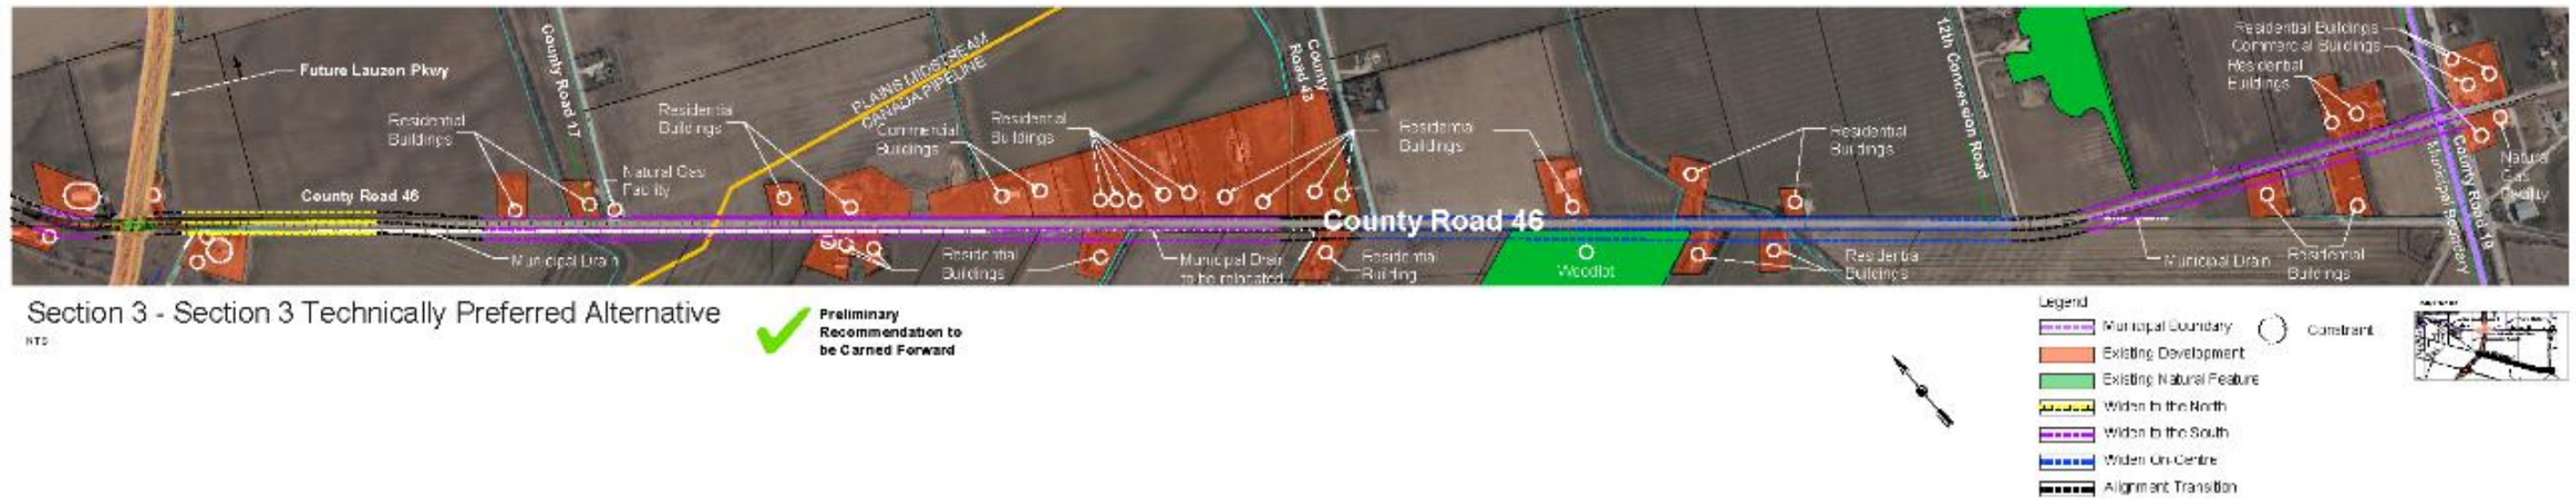 Future Lauzon Pkwy
County Road 17
PLAINS MIDSTREAM
CANADA PIPELINE
County
Road 43
12th Concession Road
Residential Buildings
Commercial Buildings
Residential
Buildings
Residential
Buildings
Residential
Buildings
Commercial
Buildings
Residential
Buildings
Residential
Buildings
Residential
Buildings
Natural Gas
Facility
County Road 46
County Road 46
Natural
Gas
Facility
County Road 19
Municipal Boundary
Municipal Drain
Residential
Buildings
Municipal Drain
to be relocated
Residential
Building
Woodlot
Residential
Buildings
Municipal Drain
Residential
Buildings
Section 3 - Section 3 Technically Preferred Alternative
NTS
Preliminary
Recommendation to
be Carried Forward
Legend
Municipal Boundary
Constraint
Existing Development
Existing Natural Feature
Widen to the North
Widen to the South
Widen On-Centre
Alignment Transition